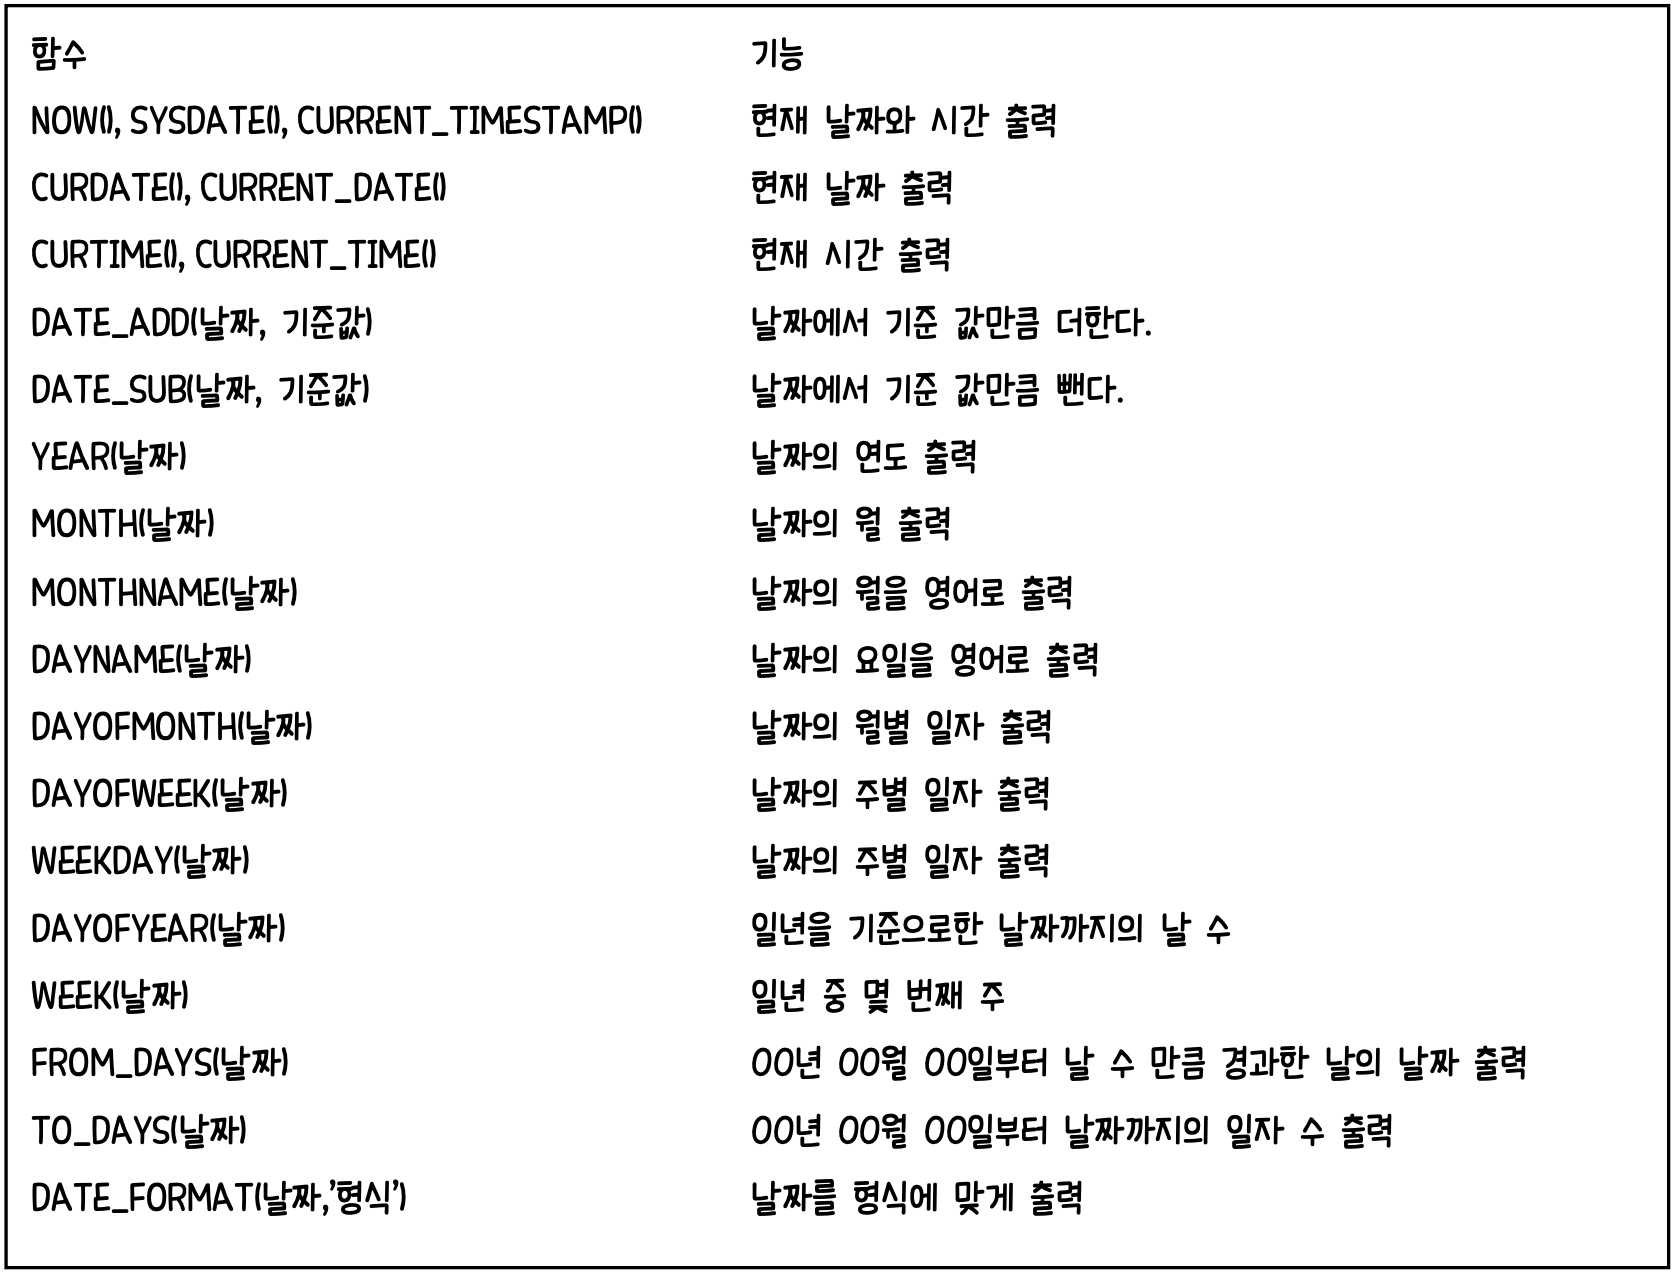 함수 기능
NOW(), SYSDATE(), CURRENT_TIMESTAMP() 현재 날짜와 시간 출력
CURDATE(), CURRENT_DATE() 현재 날짜 출력
CURTIME(), CURRENT_TIME() 현재 시간 출력
DATE_ADD(날짜, 기준값) 날짜에서 기준 값만큼 더한다.
DATE_SUB(날짜, 기준값) 날짜에서 기준 값만큼 뺀다.
YEAR(날짜) 날짜의 연도 출력
MONTH(날짜) 날짜의 월 출력
MONTHNAME(날짜) 날짜의 월을 영어로 출력
DAYNAME(날짜) 날짜의 요일을 영어로 출력
DAYOFMONTH(날짜) 날짜의 월별 일자 출력
DAYOFWEEK(날짜) 날짜의 주별 일자 출력
WEEKDAY(날짜) 날짜의 주별 일자 출력
DAYOFYEAR(날짜) 일년을 기준으로한 날짜까지의 날 수
WEEK(날짜) 일년 중 몇 번째 주
FROM_DAYS(날짜) 00년 00월 00일부터 날 수 만큼 경과한 날의 날짜 출력
TO_DAYS(날짜) 00년 00월 00일부터 날짜까지의 일자 수 출력
DATE_FORMAT(날짜,'형식') 날짜를 형식에 맞게 출력